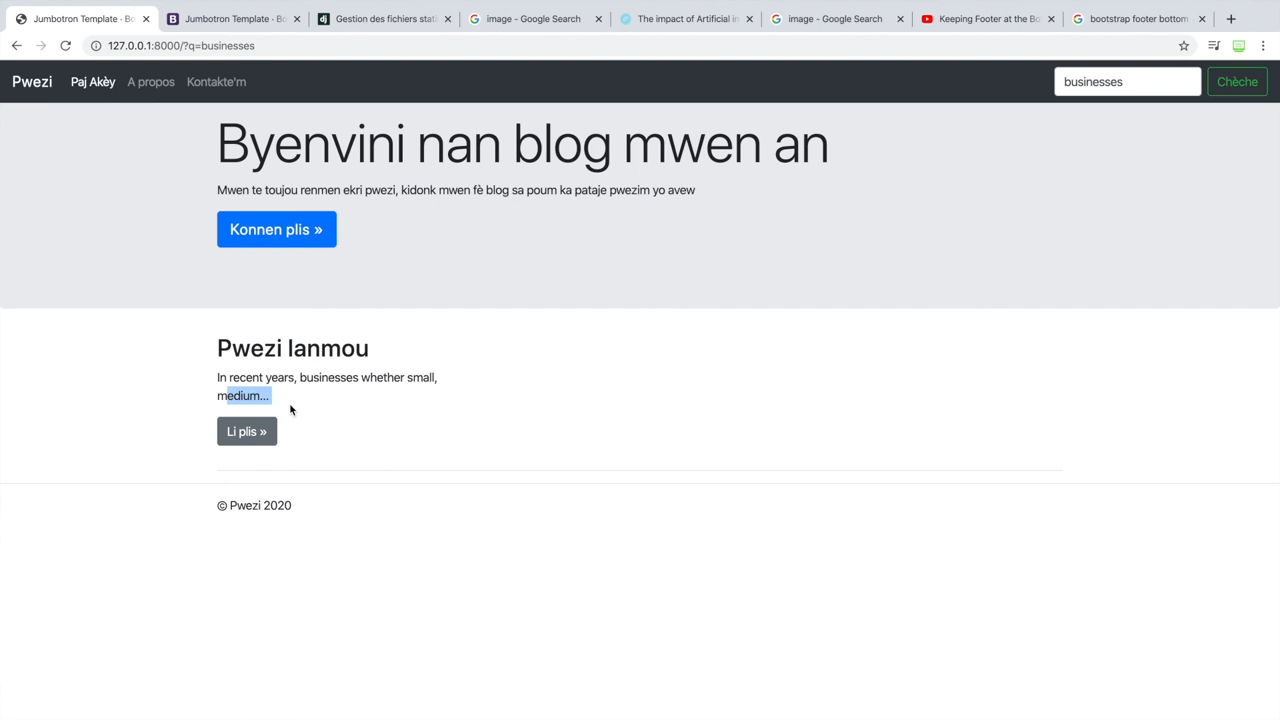 Jumbotron Template · Bo
Jumbotron Template · Bo
Gestion des fichiers stati
image - Google Search
The impact of Artificial in
image - Google Search
Keeping Footer at the Bo
bootstrap footer bottom
127.0.0.1:8000/?q=businesses
Pwezi
Paj Akèy
A propos
Kontakte'm
businesses
Chèche
Byenvini nan blog mwen an
Mwen te toujou renmen ekri pwezi, kidonk mwen fè blog sa poum ka pataje pwezim yo avew
Konnen plis »
Pwezi lanmou
In recent years, businesses whether small,
medium...
Li plis »
© Pwezi 2020